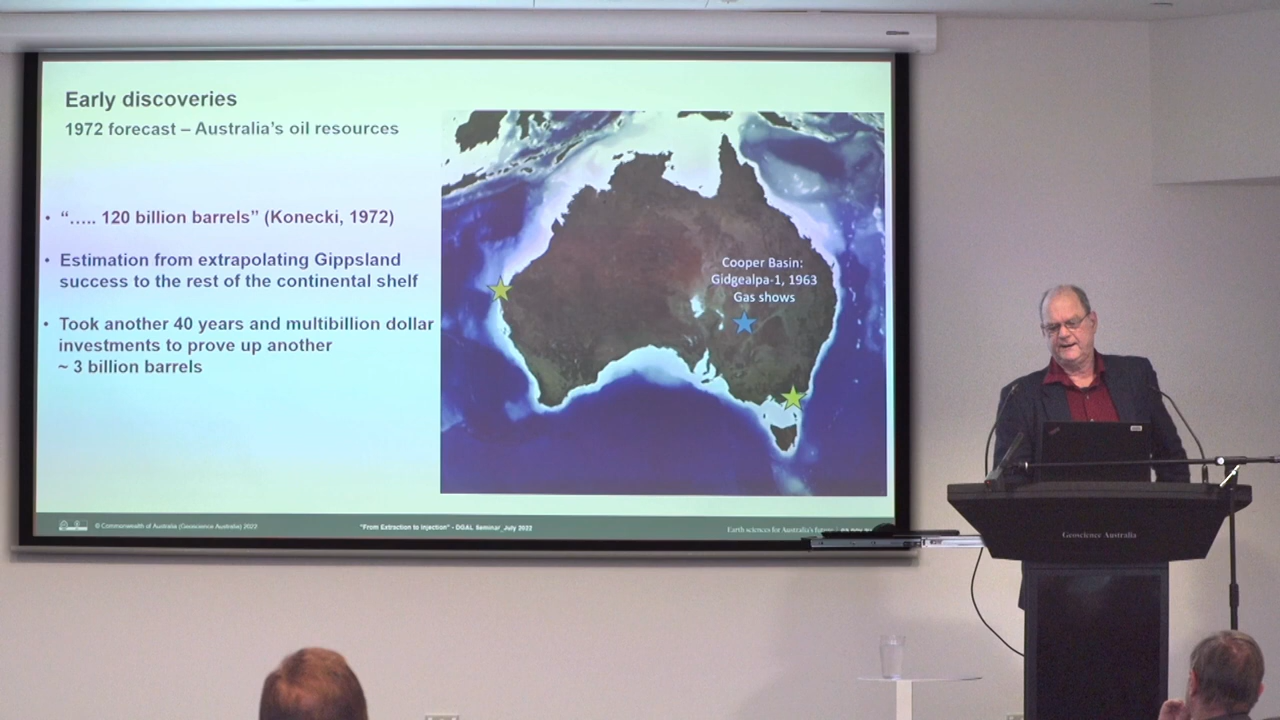 Early discoveries
1972 forecast – Australia's oil resources
• “..... 120 billion barrels” (Konecki, 1972)
• Estimation from extrapolating Gippsland
success to the rest of the continental shelf
• Took another 40 years and multibillion dollar
investments to prove up another
~ 3 billion barrels
Cooper Basin:
Gidgealpa-1, 1963
Gas shows
© Commonwealth of Australia (Geoscience Australia) 2022
"From Extraction to Injection" - DGAL Seminar_July 2022
Earth sciences for Australia's future
Geoscience Australia